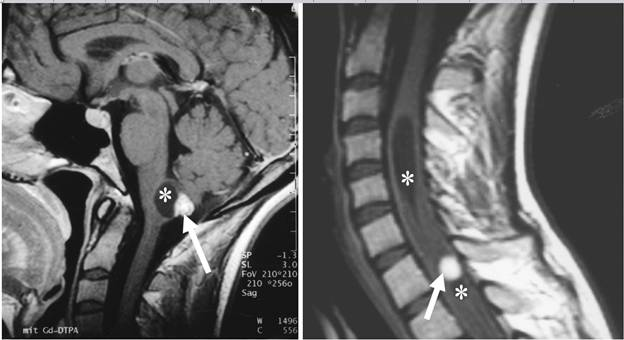 *
SP -1.3
SL 3.0
FoV 210*210
210 *256o
Sag
W 1496
C 556
mit Gd-DTPA
*
*